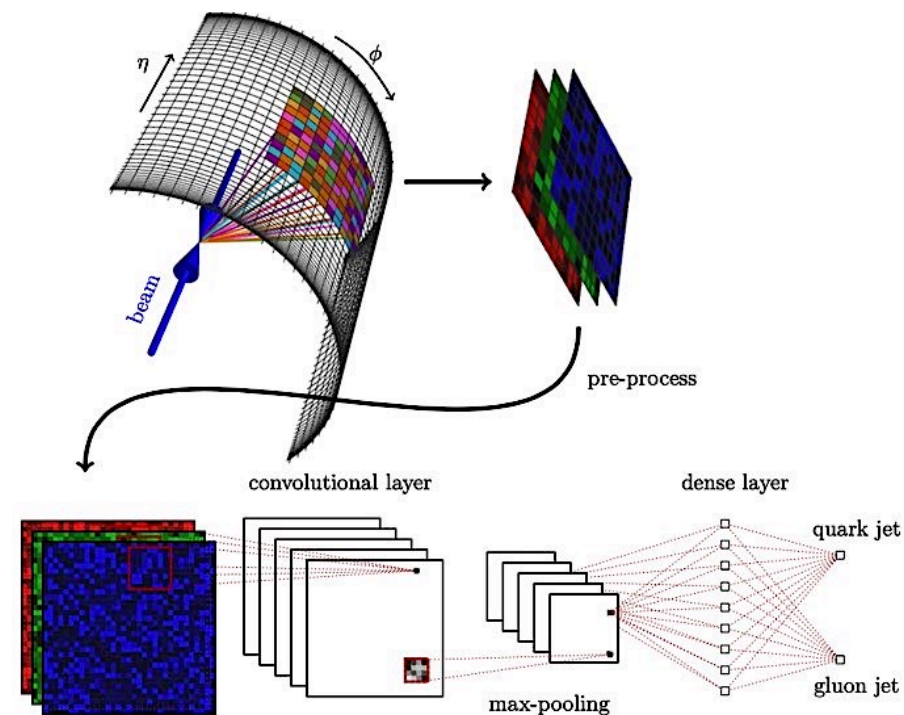 η
ϕ
beam
pre-process
convolutional layer
dense layer
quark jet
gluon jet
max-pooling